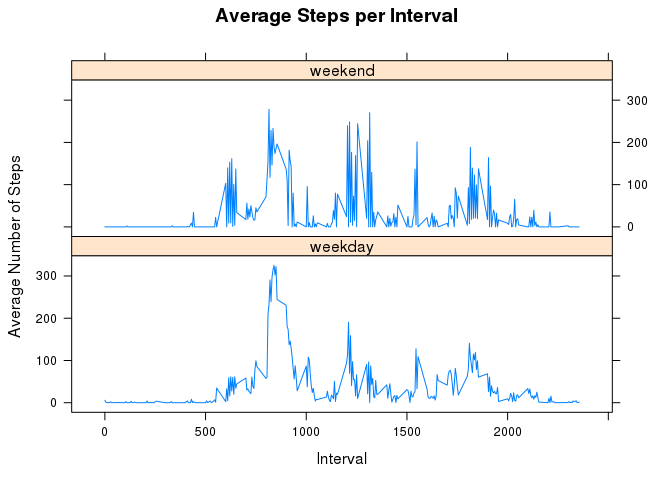 Average Steps per Interval
weekend
300
200
100
0
Average Number of Steps
weekday
300
200
100
0
0 500 1000 1500 2000
Interval